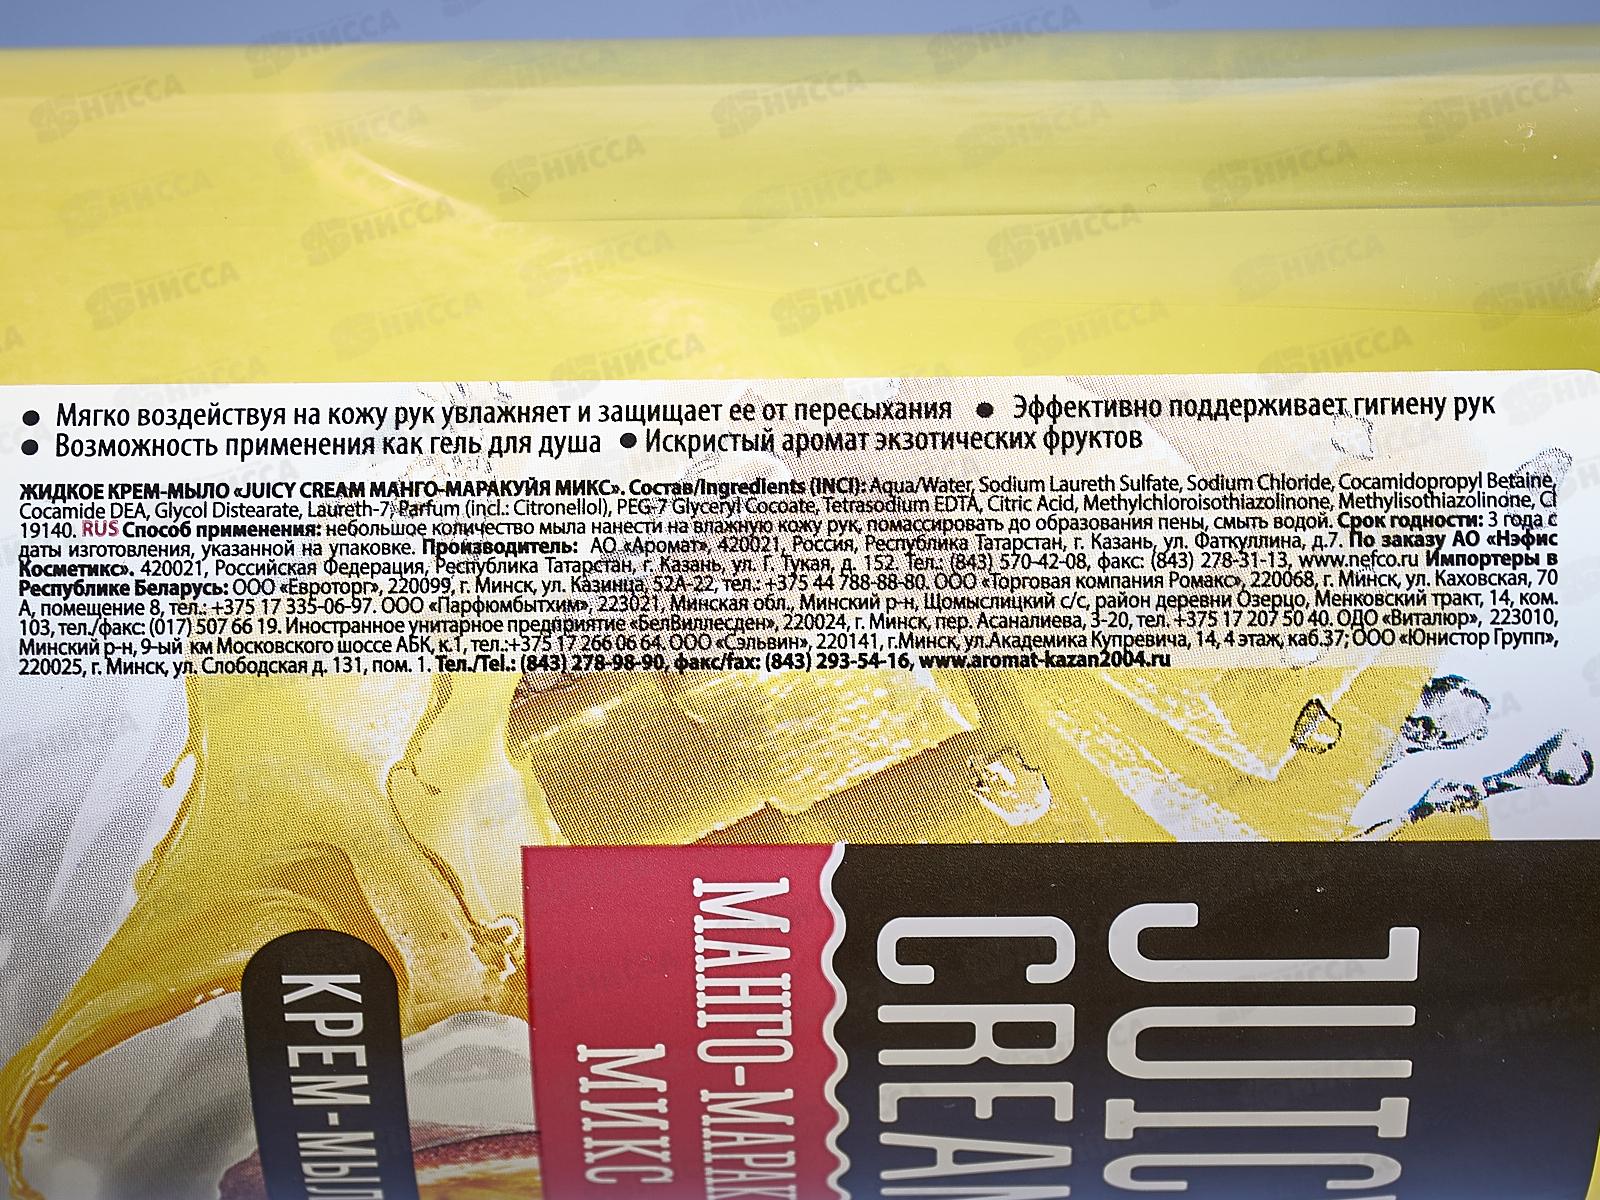 ● Мягко воздействуя на кожу рук увлажняет и защищает ее от пересыхания ● Эффективно поддерживает гигиену рук
● Возможность применения как гель для душа ● Искристый аромат экзотических фруктов
ЖИДКОЕ КРЕМ-МЫЛО «JUICY CREAM МАНГО-МАРАКУЙЯ МИКС». Состав/Ingredients (INCI): Aqua/Water, Sodium Laureth Sulfate, Sodium Chloride, Cocamidopropyl Betaine,
Cocamide DEA, Glycol Distearate, Laureth-7, Parfum (incl.: Citronellol), PEG-7 Glyceryl Cocoate, Tetrasodium EDTA, Citric Acid, Methylchloroisothiazolinone, Methylisothiazolinone, CI
19140. RUS Способ применения: небольшое количество мыла нанести на влажную кожу рук, помассировать до образования пены, смыть водой. Срок годности: 3 года с
даты изготовления, указанной на упаковке. Производитель: АО «Аромат», 420021, Россия, Республика Татарстан, г. Казань, ул. Фаткуллина, д.7. По заказу АО «Нэфис
Косметикс». 420021, Российская Федерация, Республика Татарстан, г. Казань, ул. Г. Тукая, д. 152. Тел.: (843) 570-42-08, факс: (843) 278-31-13, www.nefco.ru Импортеры в
Республике Беларусь: ООО «Евроторг», 220099, г. Минск, ул. Казинца, 52А-22, тел.: +375 44 788-88-80. ООО «Торговая компания Ромакс», 220068, г. Минск, ул. Каховская, 70
А, помещение 8, тел.: +375 17 335-06-97. ООО «Парфюмбытхим», 223021, Минская обл., Минский р-н, Щомыслицкий с/с, район деревни Озерцо, Менковский тракт, 14, ком.
103, тел./факс: (017) 507 66 19. Иностранное унитарное предприятие «БелВиллесден», 220024, г. Минск, пер. Асаналиева, 3-20, тел. +375 17 207 50 40. ОДО «Виталюр», 223010,
Минский р-н, 9-ый км Московского шоссе АБК, к.1, тел.:+375 17 266 06 64. ООО «Сэльвин», 220141, г.Минск, ул.Академика Купревича, 14, 4 этаж, каб.37; ООО «Юнистор Групп»,
220025, г. Минск, ул. Слободская д. 131, пом. 1. Тел./Tel.: (843) 278-98-90, факс/fax: (843) 293-54-16, www.aromat-kazan2004.ru
JUIC
CREAM
МАНГО-МАРАК
МИКС
КРЕМ-МЫЛ
НИССА